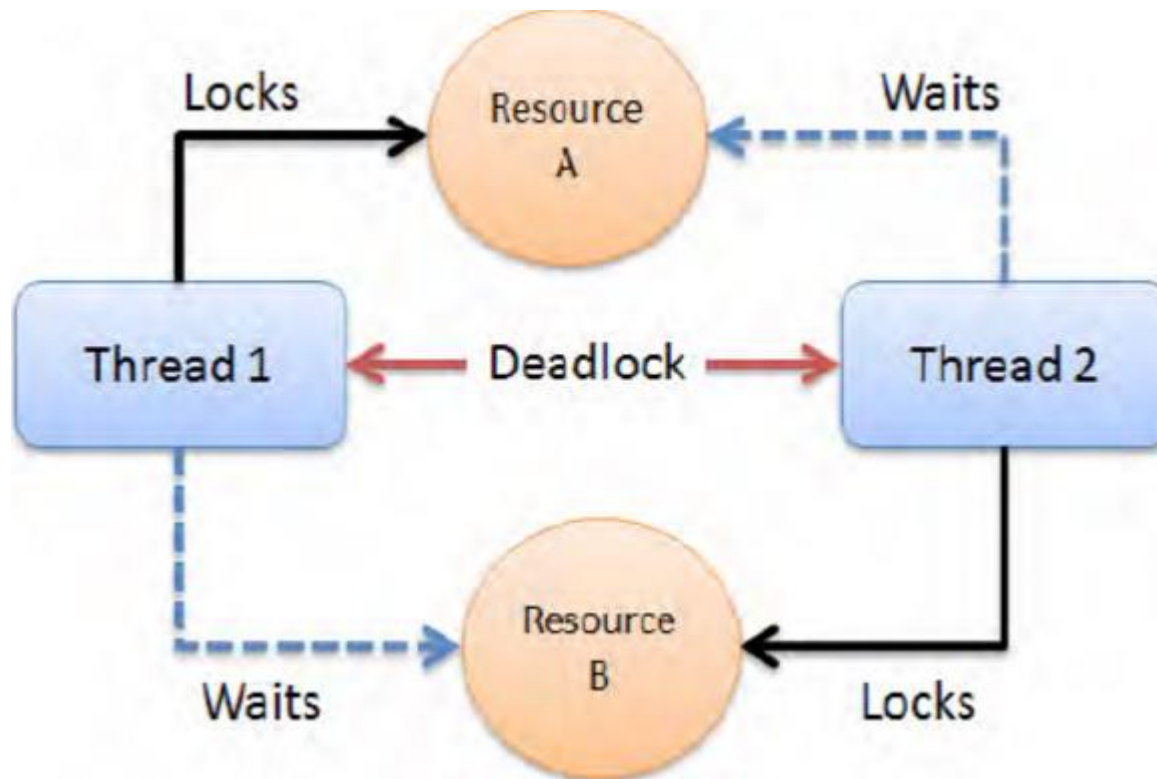 Locks
Resource
A
Waits
Thread 1
Deadlock
Thread 2
Resource
B
Waits
Locks